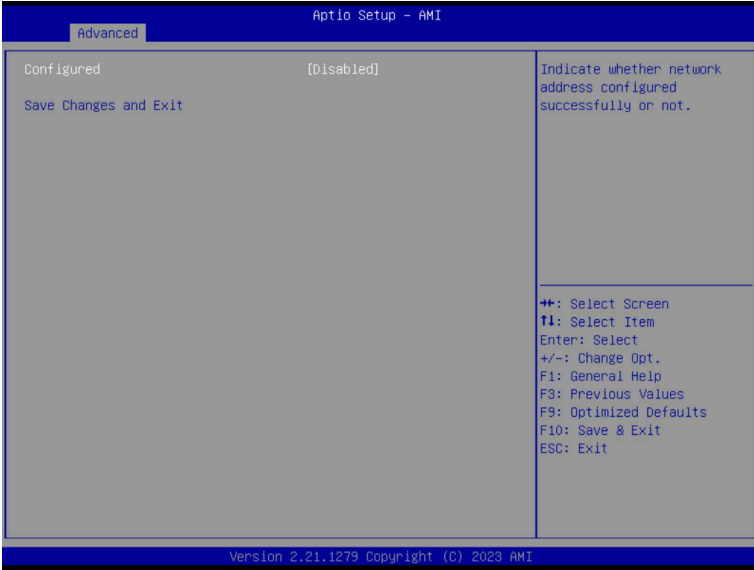 Aptio Setup – AMI
Advanced
Configured [Disabled]
Save Changes and Exit
Indicate whether network
address configured
successfully or not.
→←: Select Screen
↑↓: Select Item
Enter: Select
+/-: Change Opt.
F1: General Help
F3: Previous Values
F9: Optimized Defaults
F10: Save & Exit
ESC: Exit
Version 2.21.1279 Copyright (C) 2023 AMI